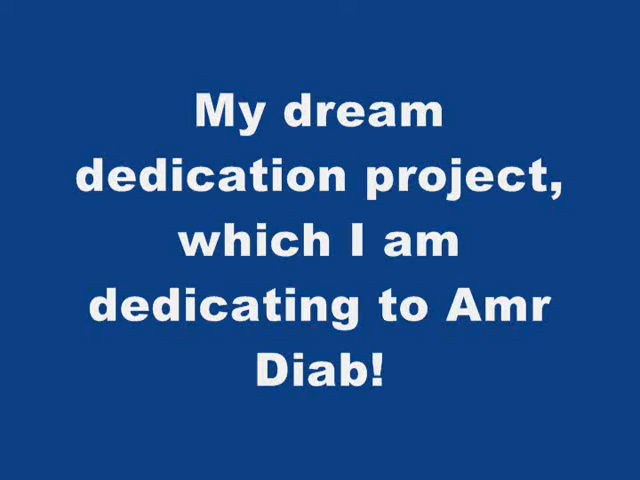 My dream
dedication project,
which I am
dedicating to Amr
Diab!